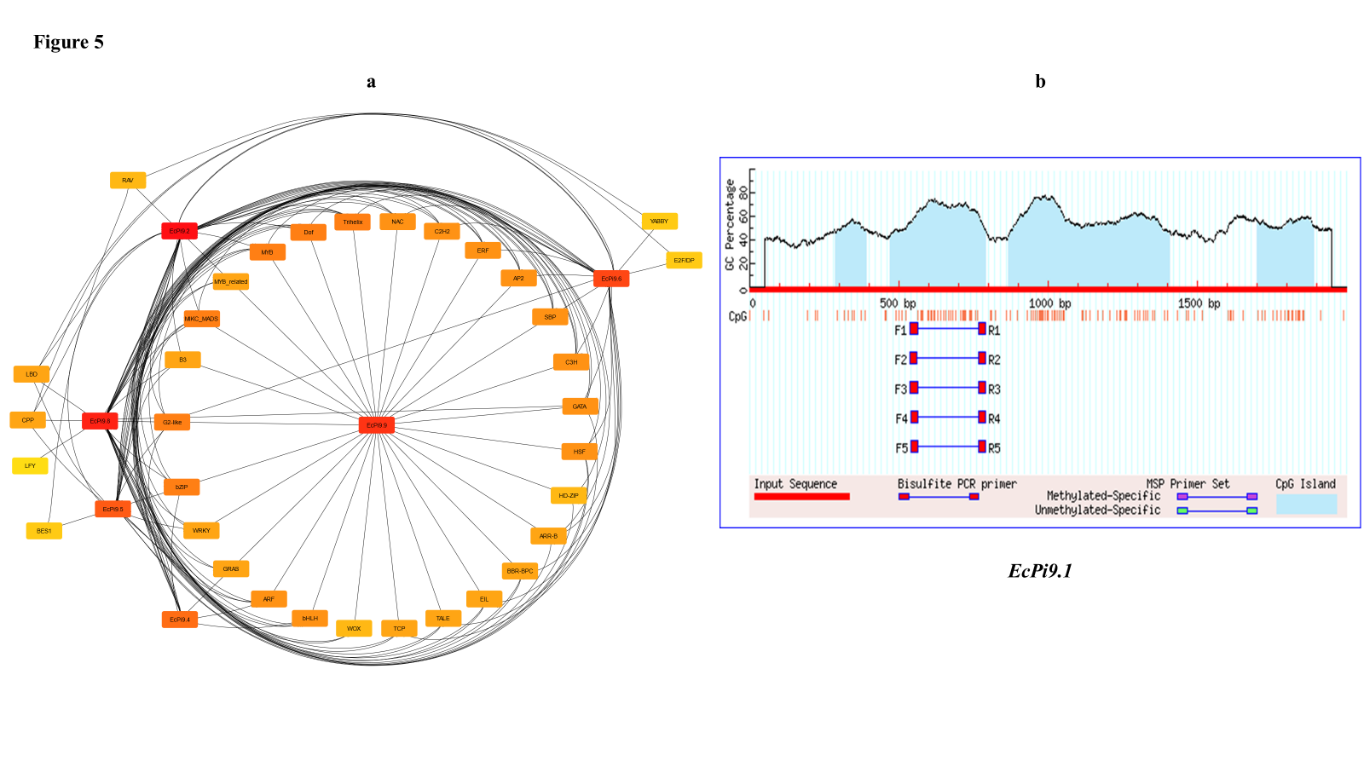 Figure 5
a
b
RAV
EcPi9.2
YABBY
E2F/DP
EcPi9.6
Trihelix
NAC
Dof
C2H2
MYB
ERF
AP2
MYB_related
SBP
MIKC_MADS
B3
C3H
LBD
GATA
CPP
G2-like
EcPi9.9
HSF
LFY
bZIP
HD-ZIP
EcPi9.5
BES1
WRKY
ARR-B
GRAS
BBR-BPC
ARF
EIL
EcPi9.4
bHLH
WOX
TCP
TALE
GC Percentage
80
60
40
20
0
0 500 bp 1000 bp 1500 bp
CpG
F1 R1
F2 R2
F3 R3
F4 R4
F5 R5
Input Sequence Bisulfite PCR primer MSP Primer Set CpG Island
Methylated-Specific
Unmethylated-Specific
EcPi9.1